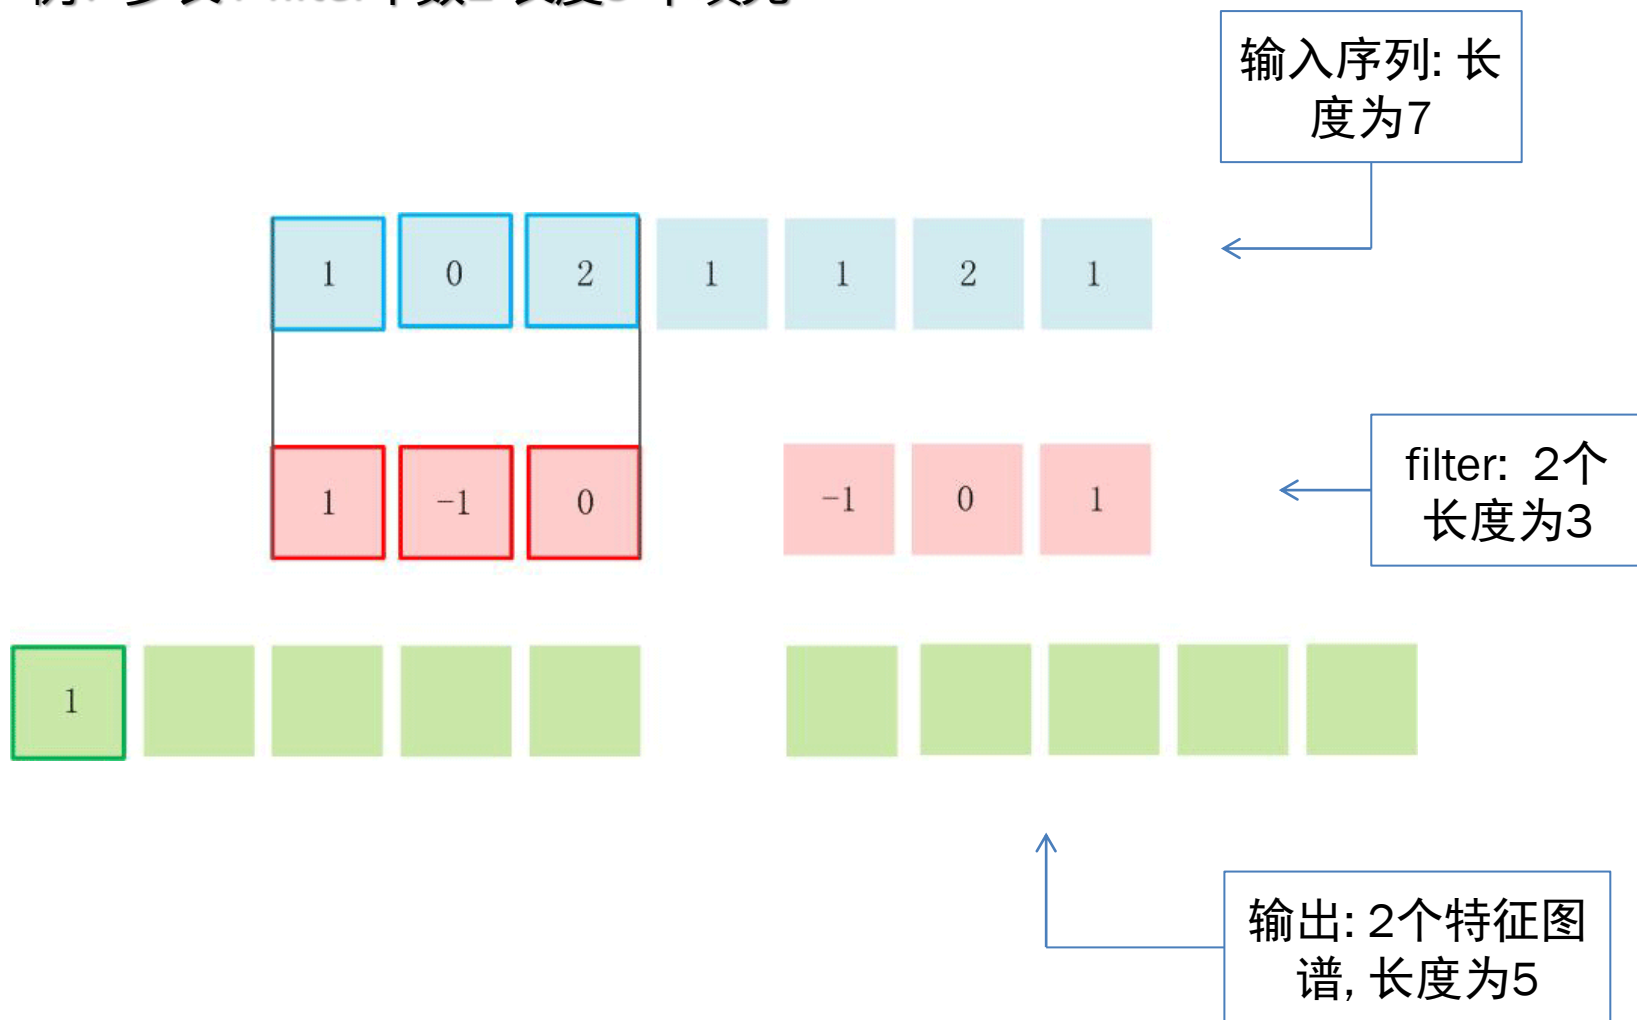 输入序列: 长
度为7
1 0 2 1 1 2 1
1 -1 0 -1 0 1
filter: 2个
长度为3
1
输出: 2个特征图
谱, 长度为5